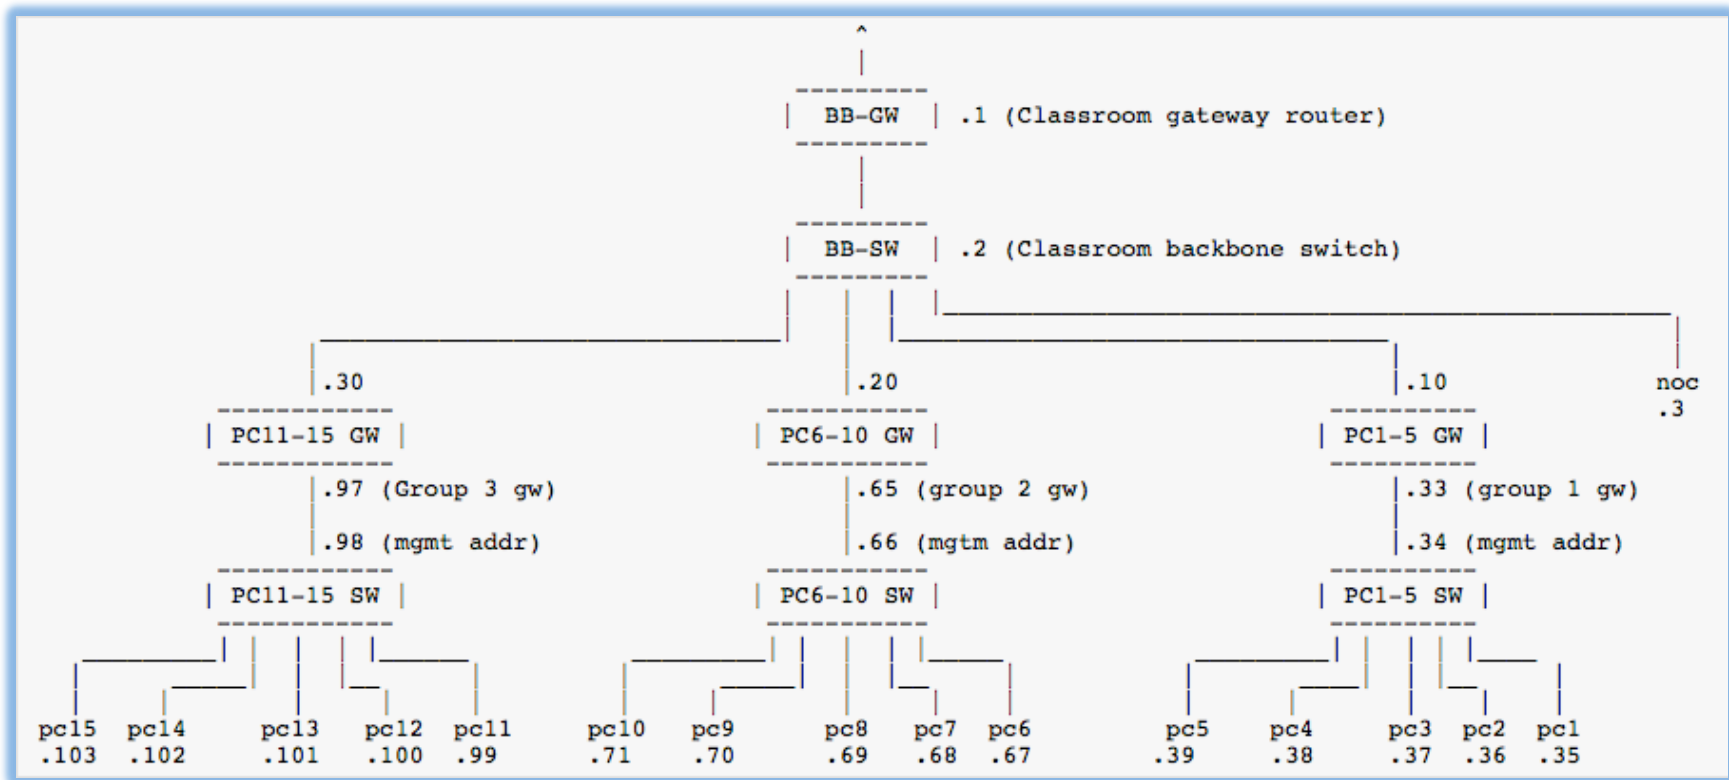 BB-GW .1 (Classroom gateway router)
BB-SW .2 (Classroom backbone switch)
.30 .20 .10 noc
.3
PC11-15 GW PC6-10 GW PC1-5 GW
.97 (Group 3 gw) .65 (group 2 gw) .33 (group 1 gw)
.98 (mgmt addr) .66 (mgtm addr) .34 (mgmt addr)
PC11-15 SW PC6-10 SW PC1-5 SW
pc15 pc14 pc13 pc12 pc11 pc10 pc9 pc8 pc7 pc6 pc5 pc4 pc3 pc2 pc1
.103 .102 .101 .100 .99 .71 .70 .69 .68 .67 .39 .38 .37 .36 .35